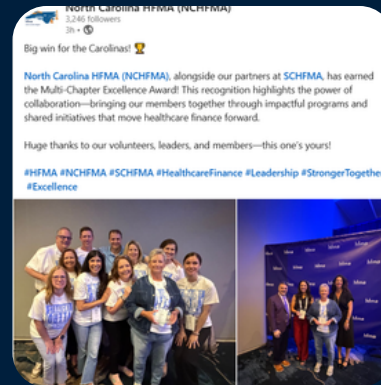 North Carolina HFMA (NCHFMA)
3,246 followers
3h •
Big win for the Carolinas! 🏆
North Carolina HFMA (NCHFMA), alongside our partners at SCHFMA, has earned
the Multi-Chapter Excellence Award! This recognition highlights the power of
collaboration—bringing our members together through impactful programs and
shared initiatives that move healthcare finance forward.
Huge thanks to our volunteers, leaders, and members—this one's yours!
#HFMA #NCHFMA #SCHFMA #HealthcareFinance #Leadership #StrongerTogether
#Excellence
hfma